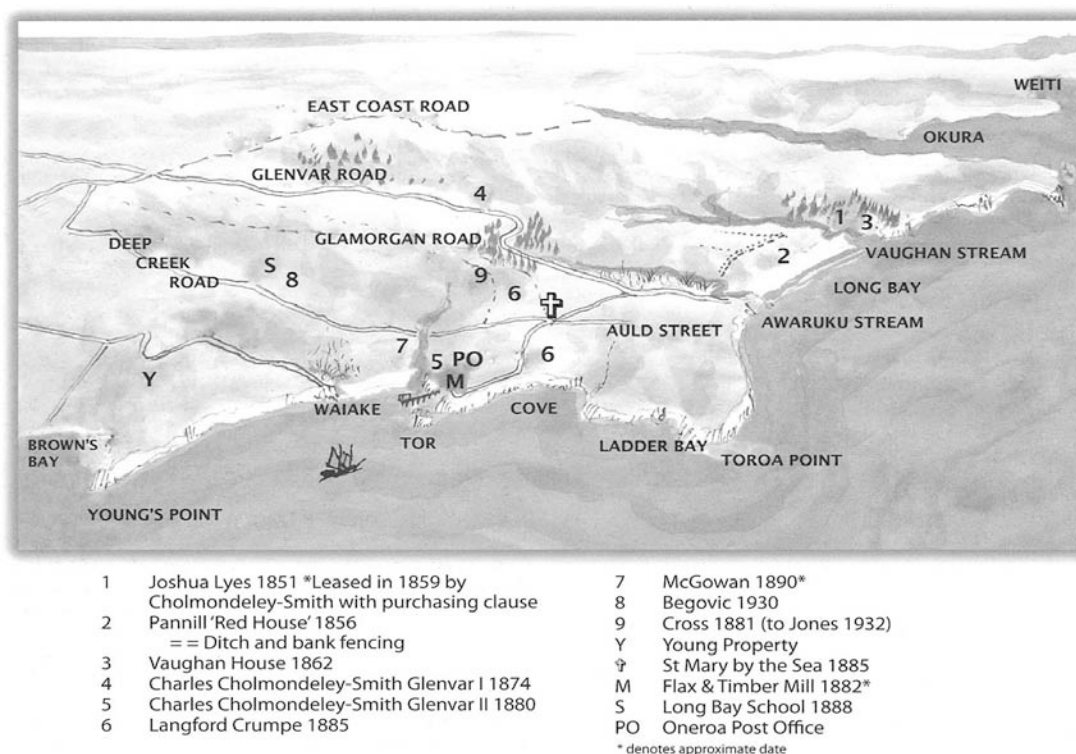 WEITI
EAST COAST ROAD
OKURA
GLENVAR ROAD
4
1
3
GLAMORGAN ROAD
2
VAUGHAN STREAM
DEEP
CREEK
ROAD
S
8
9
6
LONG BAY
AWARUKU STREAM
AULD STREET
7
5
PO
M
6
Y
WAIAKE
COVE
TOR
LADDER BAY
BROWN'S
BAY
TOROA POINT
YOUNG'S POINT
1 Joshua Lyes 1851 *Leased in 1859 by
Cholmondeley-Smith with purchasing clause
2 Pannill 'Red House' 1856
= = Ditch and bank fencing
3 Vaughan House 1862
4 Charles Cholmondeley-Smith Glenvar I 1874
5 Charles Cholmondeley-Smith Glenvar II 1880
6 Langford Crumpe 1885
7 McGowan 1890*
8 Begovic 1930
9 Cross 1881 (to Jones 1932)
Y Young Property
✞ St Mary by the Sea 1885
M Flax & Timber Mill 1882*
S Long Bay School 1888
PO Oneroa Post Office
* denotes approximate date